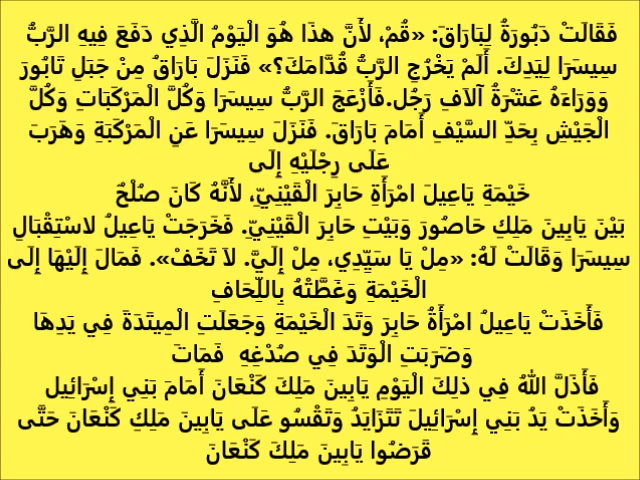 فَقَالَتْ دَبُورَةُ لِبَارَاقَ: «قُمْ، لأَنَّ هذَا هُوَ الْيَوْمُ الَّذِي دَفَعَ فِيهِ الرَّبُّ
سِيسَرَا لِيَدِكَ. أَلَمْ يَخْرُجِ الرَّبُّ قُدَّامَكَ؟» فَنَزَلَ بَارَاقُ مِنْ جَبَلِ تَابُورَ
وَوَرَاءَهُ عَشْرَةُ آلاَفِ رَجُل.فَأَزْعَجَ الرَّبُّ سِيسَرَا وَكُلَّ الْمَرْكَبَاتِ وَكُلَّ
الْجَيْشِ بِحَدِّ السَّيْفِ أَمَامَ بَارَاقَ. فَنَزَلَ سِيسَرَا عَنِ الْمَرْكَبَةِ وَهَرَبَ
عَلَى رِجْلَيْهِ إِلَى
خَيْمَةِ يَاعِيلَ امْرَأَةِ حَابِرَ الْقَيْنِيِّ، لأَنَّهُ كَانَ صُلْحٌ
بَيْنَ يَابِينَ مَلِكِ حَاصُورَ وَبَيْتِ حَابِرَ الْقَيْنِيِّ. فَخَرَجَتْ يَاعِيلُ لاسْتِقْبَالِ
سِيسَرَا وَقَالَتْ لَهُ: «مِلْ يَا سَيِّدِي، مِلْ إِلَيَّ. لاَ تَخَفْ». فَمَالَ إِلَيْهَا إِلَى
الْخَيْمَةِ وَغَطَّتْهُ بِاللِّحَافِ
فَأَخَذَتْ يَاعِيلُ امْرَأَةُ حَابِرَ وَتَدَ الْخَيْمَةِ وَجَعَلَتِ الْمِيتَدَةَ فِي يَدِهَا
وَضَرَبَتِ الْوَتَدَ فِي صُدْغِهِ فَمَاتَ
فَأَذَلَّ اللهُ فِي ذلِكَ الْيَوْمِ يَابِينَ مَلِكَ كَنْعَانَ أَمَامَ بَنِي إِسْرَائِيل
وَأَخَذَتْ يَدُ بَنِي إِسْرَائِيلَ تَتَزَايَدُ وَتَقْسُو عَلَى يَابِينَ مَلِكِ كَنْعَانَ حَتَّى
قَرَضُوا يَابِينَ مَلِكَ كَنْعَانَ